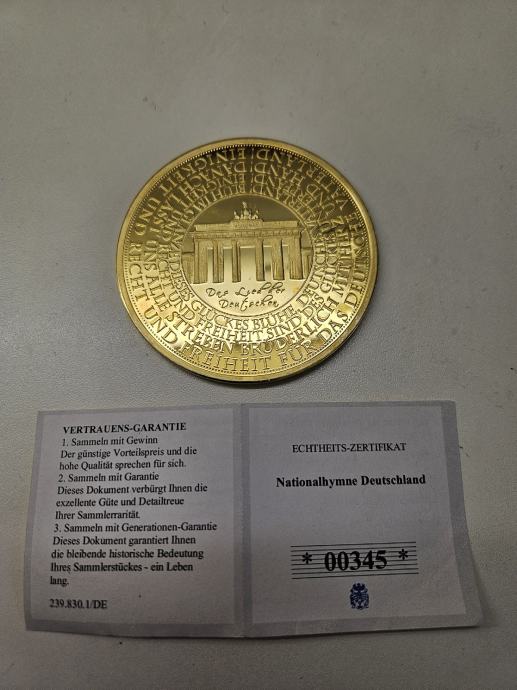 EINIGKEIT UND RECHT UND FREIHEIT FÜR DAS DEUTSCHE VATERLAND!
DANACH LASST UNS ALLE STREBEN BRÜDERLICH MIT HERZ
UND FREIHEIT SIND DES GLÜCKES
GLÜCKES BLÜHE DEUTSCHES
Das Lied der
Deutschen
VERTRAUENS-GARANTIE
1. Sammeln mit Gewinn
Der günstige Vorteilspreis und die
hohe Qualität sprechen für sich.
2. Sammeln mit Garantie
Dieses Dokument verbürgt Ihnen die
exzellente Güte und Detailtreue
Ihrer Sammlerrarität.
3. Sammeln mit Generationen-Garantie
Dieses Dokument garantiert Ihnen
die bleibende historische Bedeutung
Ihres Sammlerstückes - ein Leben
lang.
239.830.1/DE
ECHTHEITS-ZERTIFIKAT
Nationalhymne Deutschland
* 00345 *